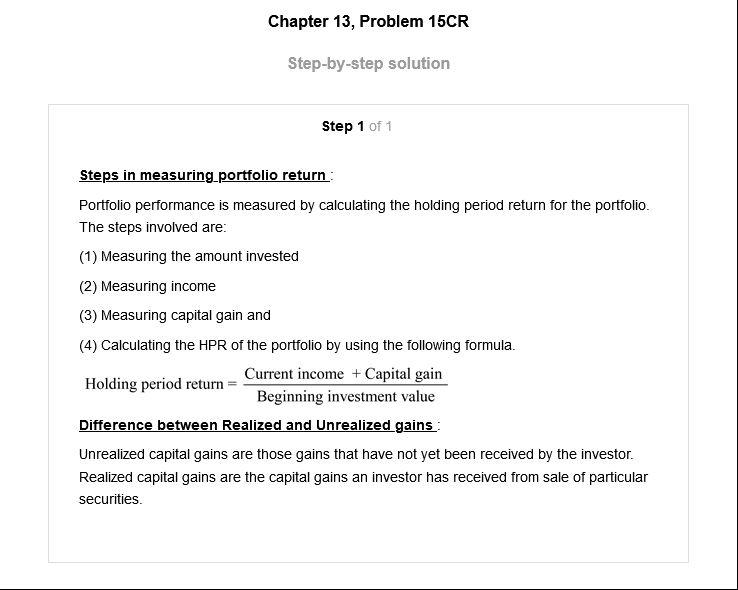 Chapter 13, Problem 15CR
Step-by-step solution
Step 1 of 1
Steps in measuring portfolio return :
Portfolio performance is measured by calculating the holding period return for the portfolio.
The steps involved are:
(1) Measuring the amount invested
(2) Measuring income
(3) Measuring capital gain and
(4) Calculating the HPR of the portfolio by using the following formula.
Holding period return = Current income + Capital gain
Beginning investment value
Difference between Realized and Unrealized gains :
Unrealized capital gains are those gains that have not yet been received by the investor.
Realized capital gains are the capital gains an investor has received from sale of particular
securities.